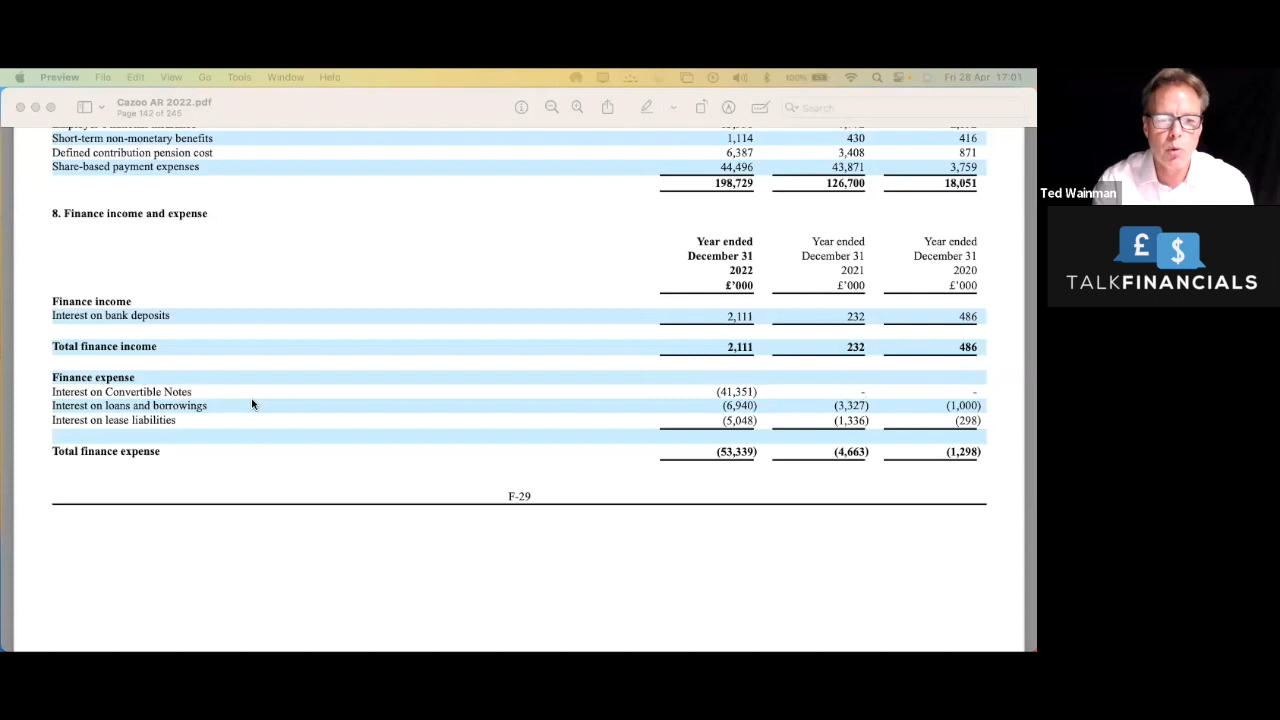 Preview File Edit View Go Tools Window Help 100% Fri 28 Apr 17:01
Cazoo AR 2022.pdf
Page 142 of 245
Search
Short-term non-monetary benefits 1,114 430 416
Defined contribution pension cost 6,387 3,408 871
Share-based payment expenses 44,496 43,871 3,759
198,729 126,700 18,051
Ted Wainman
8. Finance income and expense
£ $
TALKFINANCIALS
Year ended Year ended Year ended
December 31 December 31 December 31
2022 2021 2020
£'000 £'000 £'000
Finance income
Interest on bank deposits 2,111 232 486
Total finance income 2,111 232 486
Finance expense
Interest on Convertible Notes (41,351) - -
Interest on loans and borrowings (6,940) (3,327) (1,000)
Interest on lease liabilities (5,048) (1,336) (298)
Total finance expense (53,339) (4,663) (1,298)
F-29